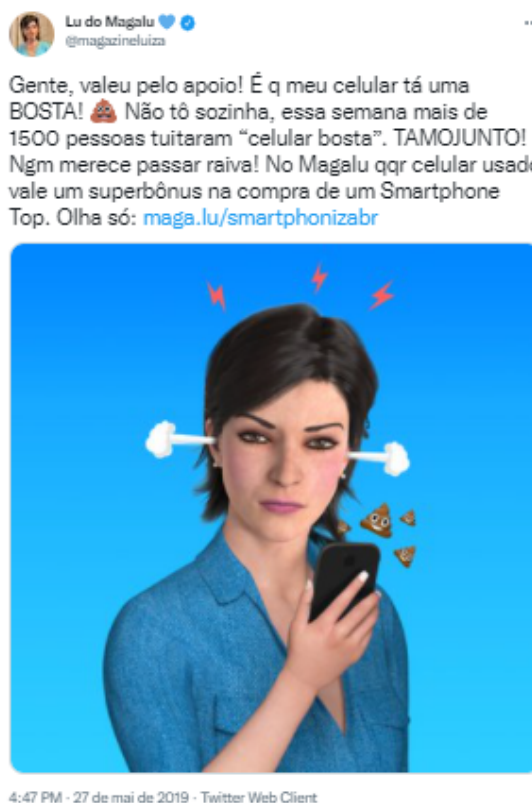 Lu do Magalu 💙
@magazineluiza
Gente, valeu pelo apoio! É q meu celular tá uma
BOSTA! 💩 Não tô sozinha, essa semana mais de
1500 pessoas tuitaram “celular bosta”. TAMOJUNTO!
Ngm merece passar raiva! No Magalu qqr celular usado
vale um superbônus na compra de um Smartphone
Top. Olha só: maga.lu/smartphonizabr
4:47 PM · 27 de mai de 2019 · Twitter Web Client